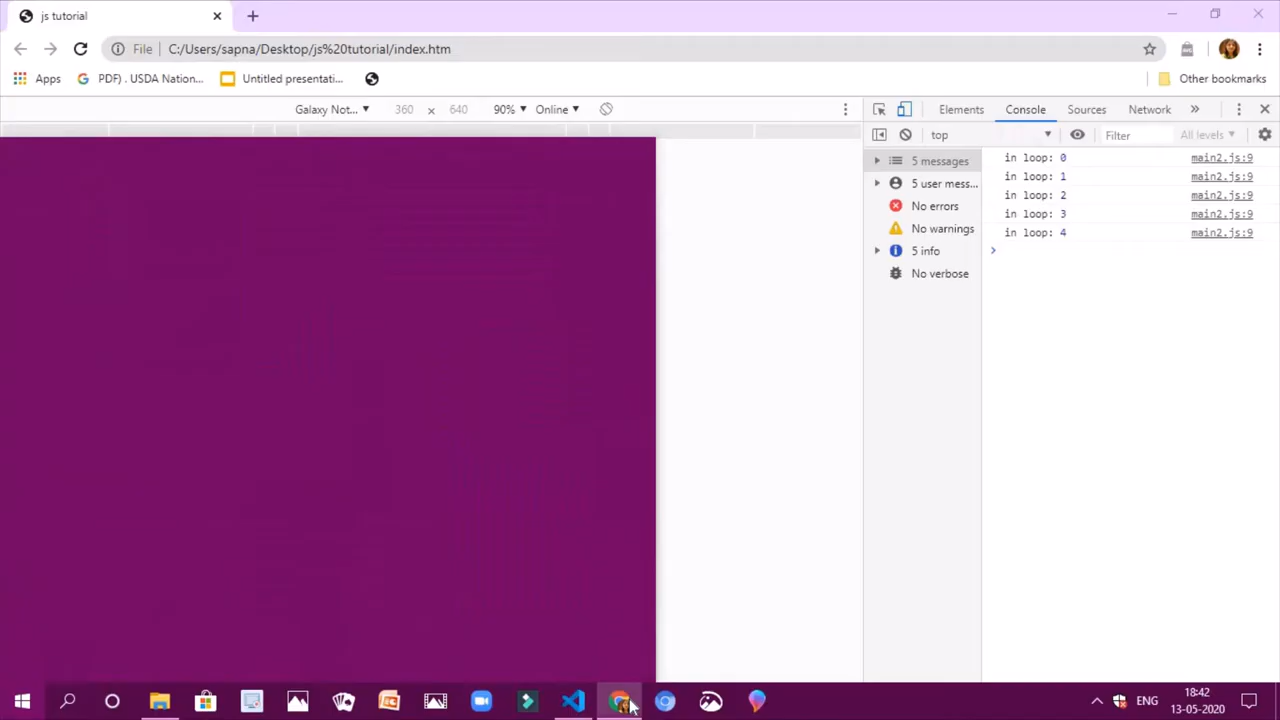 js tutorial
File C:/Users/sapna/Desktop/js%20tutorial/index.htm
Apps PDF) . USDA Nation... Untitled presentati... Other bookmarks
Galaxy Not... 360 × 640 90% Online Elements Console Sources Network »
top Filter All levels
5 messages
5 user mess...
No errors
No warnings
5 info
No verbose
in loop: 0 main2.js:9
in loop: 1 main2.js:9
in loop: 2 main2.js:9
in loop: 3 main2.js:9
in loop: 4 main2.js:9
ENG 18:42
13-05-2020